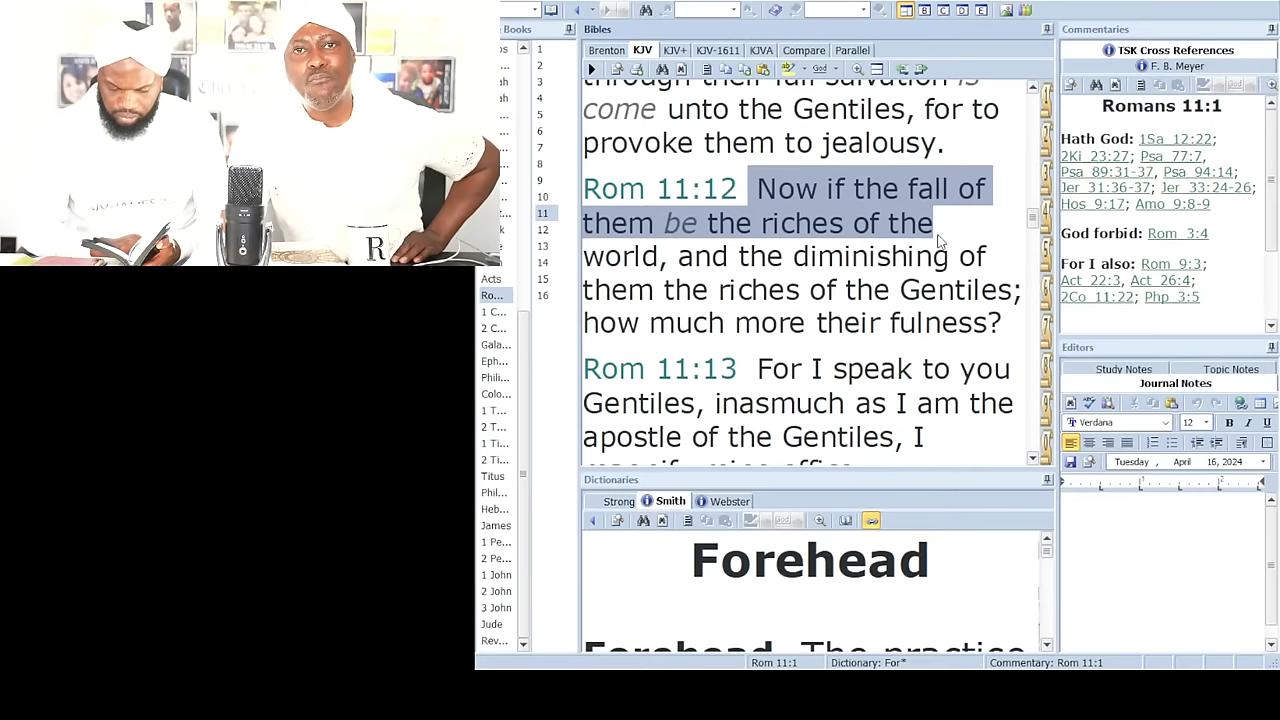 Books
Bibles
Commentaries
B C D E
Brenton KJV KJV+ KJV-1611 KJVA Compare Parallel
TSK Cross References
F. B. Meyer
come unto the Gentiles, for to
provoke them to jealousy.
Rom 11:12 Now if the fall of
them be the riches of the
world, and the diminishing of
them the riches of the Gentiles;
how much more their fulness?
Rom 11:13 For I speak to you
Gentiles, inasmuch as I am the
apostle of the Gentiles, I
Romans 11:1
Hath God: 1Sa 12:22;
2Ki 23:27; Psa 77:7,
Psa 89:31-37, Psa 94:14;
Jer 31:36-37; Jer 33:24-26;
Hos 9:17; Amo 9:8-9
God forbid: Rom 3:4
For I also: Rom 9:3;
Act 22:3, Act 26:4;
2Co 11:22; Php 3:5
1
2
3
4
5
6
7
8
9
10
11
12
13
14
15
16
Acts
Ro...
1 C...
2 C...
Gala...
Eph...
Phili...
Colo...
1 T...
2 T...
1 Ti...
2 Ti...
Titus
Phil...
Heb...
James
1 Pe...
2 Pe...
1 John
2 John
3 John
Jude
Rev...
R
Editors
Study Notes Topic Notes
Journal Notes
Verdana 12 B I U
Tuesday , April 16, 2024
Dictionaries
Strong Smith Webster
Forehead
Rom 11:1 Dictionary: For* Commentary: Rom 11:1